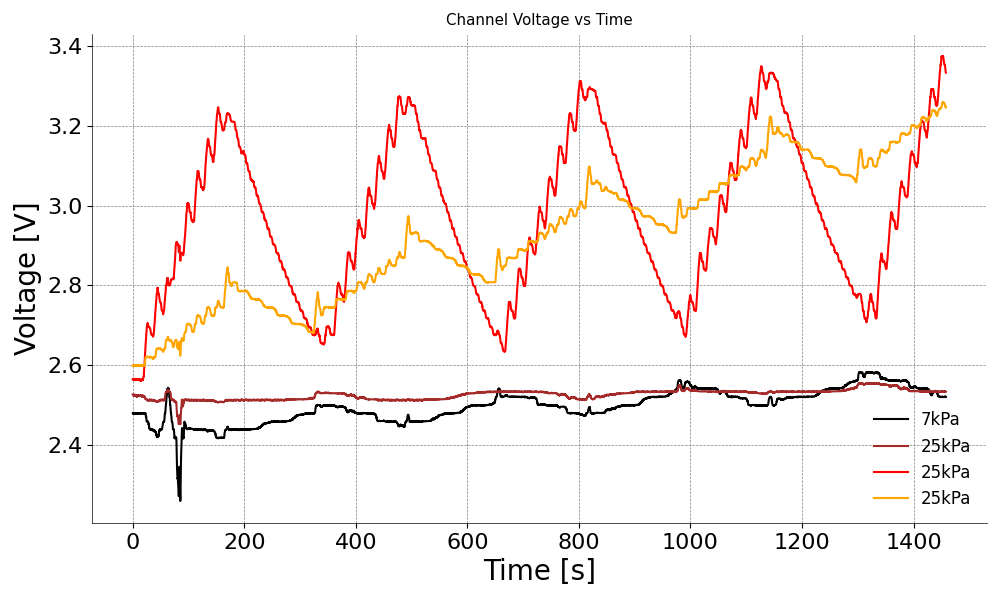 Channel Voltage vs Time
Voltage [V]
3.4
3.2
3.0
2.8
2.6
2.4
0 200 400 600 800 1000 1200 1400
Time [s]
7kPa
25kPa
25kPa
25kPa